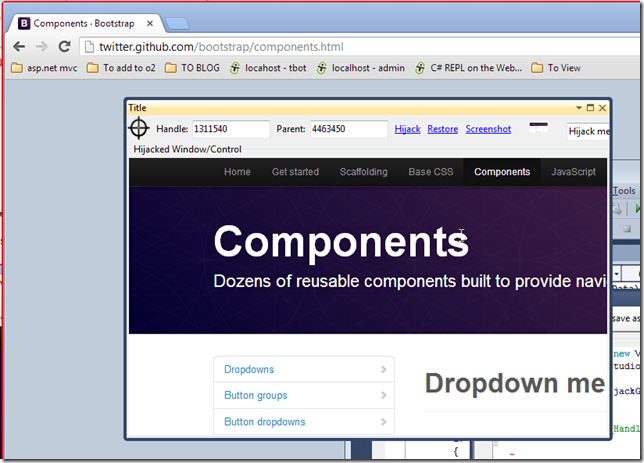 Components · Bootstrap
twitter.github.com/bootstrap/components.html
asp.net mvc To add to o2 TO BLOG locahost - tbot localhost - admin C# REPL on the Web... To View
Title
Handle: 1311540 Parent: 4463450 Hijack Restore Screenshot Hijack me
Hijacked Window/Control
Home Get started Scaffolding Base CSS Components JavaScript
Tools
Components
Dozens of reusable components built to provide navi
Data\
save as
new V
Dropdowns
studio
Dropdown me
Button groups
jackG
Button dropdowns
Handl
{